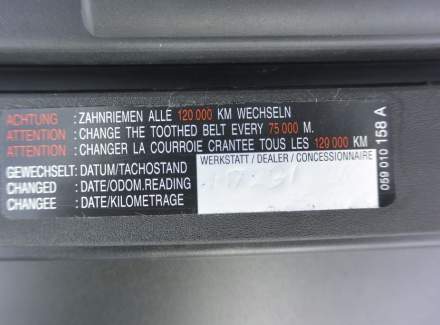 ACHTUNG : ZAHNRIEMEN ALLE 120 000 KM WECHSELN
ATTENTION : CHANGE THE TOOTHED BELT EVERY 75 000 M.
ATTENTION : CHANGER LA COURROIE CRANTEE TOUS LES 129 000 KM
GEWECHSELT: DATUM/TACHOSTAND
CHANGED : DATE/ODOM.READING
CHANGEE : DATE/KILOMETRAGE
WERKSTATT / DEALER / CONCESSIONNAIRE
059 010 158 A